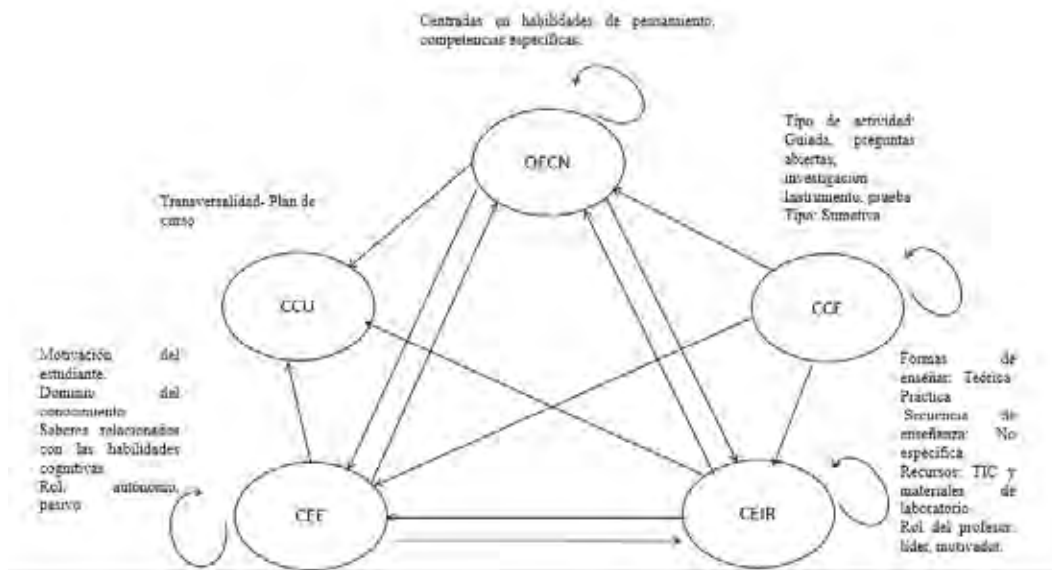 Centradas en habilidades de pensamiento,
competencias específicas.
Tipo de actividad:
Guiada, preguntas
abiertas,
investigación
Instrumento, prueba
Tipo: Sumativa
OFCN
Transversalidad- Plan de
curso
CCU
Motivación del
estudiante.
Dominio del
conocimiento
Saberes relacionados
con las habilidades
cognitivas
Rol: autónomo,
pasivo
Formas de
enseñar: Teórica-
Práctica
Secuencia de
enseñanza: No
específica
Recursos: TIC y
materiales de
laboratorio
Rol del profesor:
líder, motivador.
CEIR